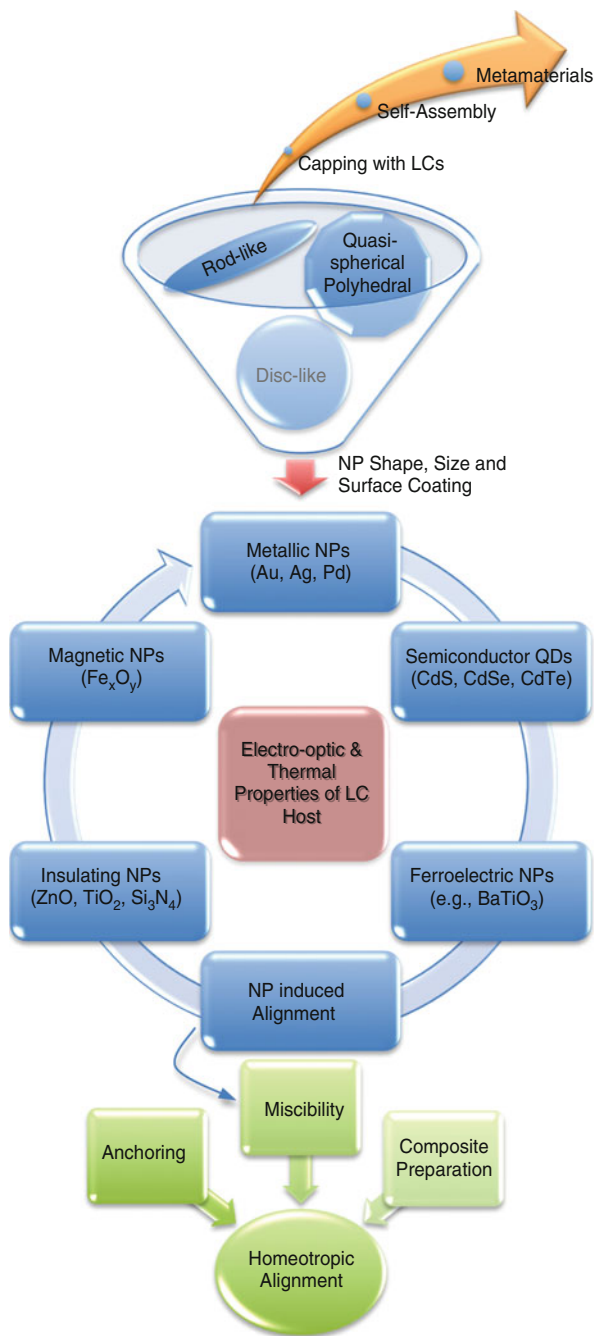 Metamaterials
Self-Assembly
Capping with LCs
Rod-like
Quasi-
spherical
Polyhedral
Disc-like
NP Shape, Size and
Surface Coating
Metallic NPs
(Au, Ag, Pd)
Magnetic NPs
(FeₓOᵧ)
Semiconductor QDs
(CdS, CdSe, CdTe)
Electro-optic &
Thermal
Properties of LC
Host
Insulating NPs
(ZnO, TiO₂, Si₃N₄)
Ferroelectric NPs
(e.g., BaTiO₃)
NP induced
Alignment
Miscibility
Anchoring
Composite
Preparation
Homeotropic
Alignment